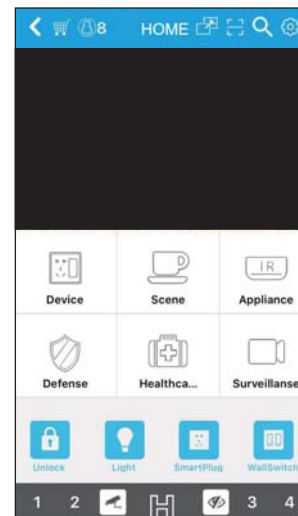 8 HOME
Device Scene IR Appliance
Defense Healthca... Surveillanse
Unlock Light SmartPlug WallSwitch
1 2 H 3 4